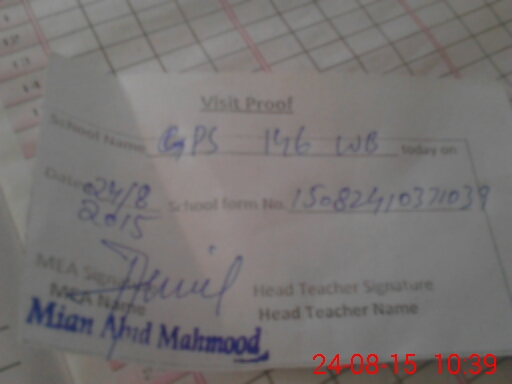 Visit Proof
School Name GPS 146 WB today on
Date 24/8
2015
School form No. 15082410371039
MEA Signature
Head Teacher Signature
MEA Name
Head Teacher Name
Mian Abid Mahmood
24-08-15 10:39